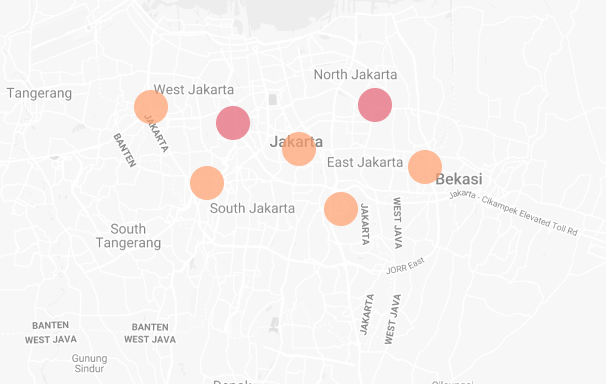 North Jakarta
West Jakarta
Tangerang
JAKARTA
BANTEN
Jakarta
East Jakarta
Bekasi
Jakarta - Cikampek Elevated Toll Rd
South Jakarta
JAKARTA
WEST JAVA
South
Tangerang
JORR East
JAKARTA
WEST JAVA
BANTEN
WEST JAVA
BANTEN
WEST JAVA
Gunung
Sindur